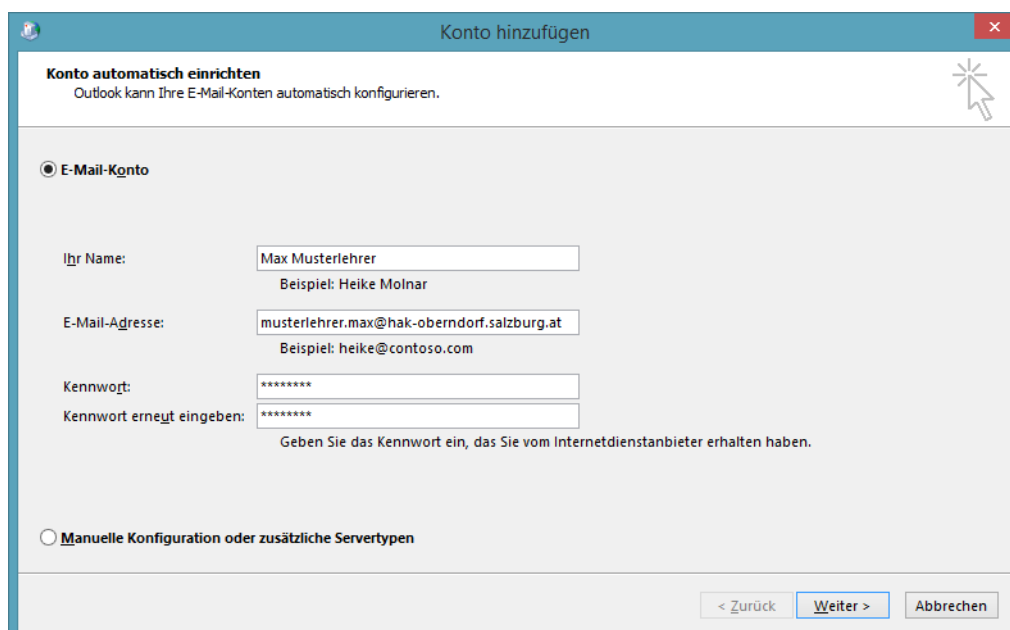 Konto hinzufügen
Konto automatisch einrichten
Outlook kann Ihre E-Mail-Konten automatisch konfigurieren.
E-Mail-Konto
Ihr Name: Max Musterlehrer
Beispiel: Heike Molnar
E-Mail-Adresse: musterlehrer.max@hak-oberndorf.salzburg.at
Beispiel: heike@contoso.com
Kennwort: ********
Kennwort erneut eingeben: ********
Geben Sie das Kennwort ein, das Sie vom Internetdienstanbieter erhalten haben.
Manuelle Konfiguration oder zusätzliche Servertypen
< Zurück Weiter > Abbrechen